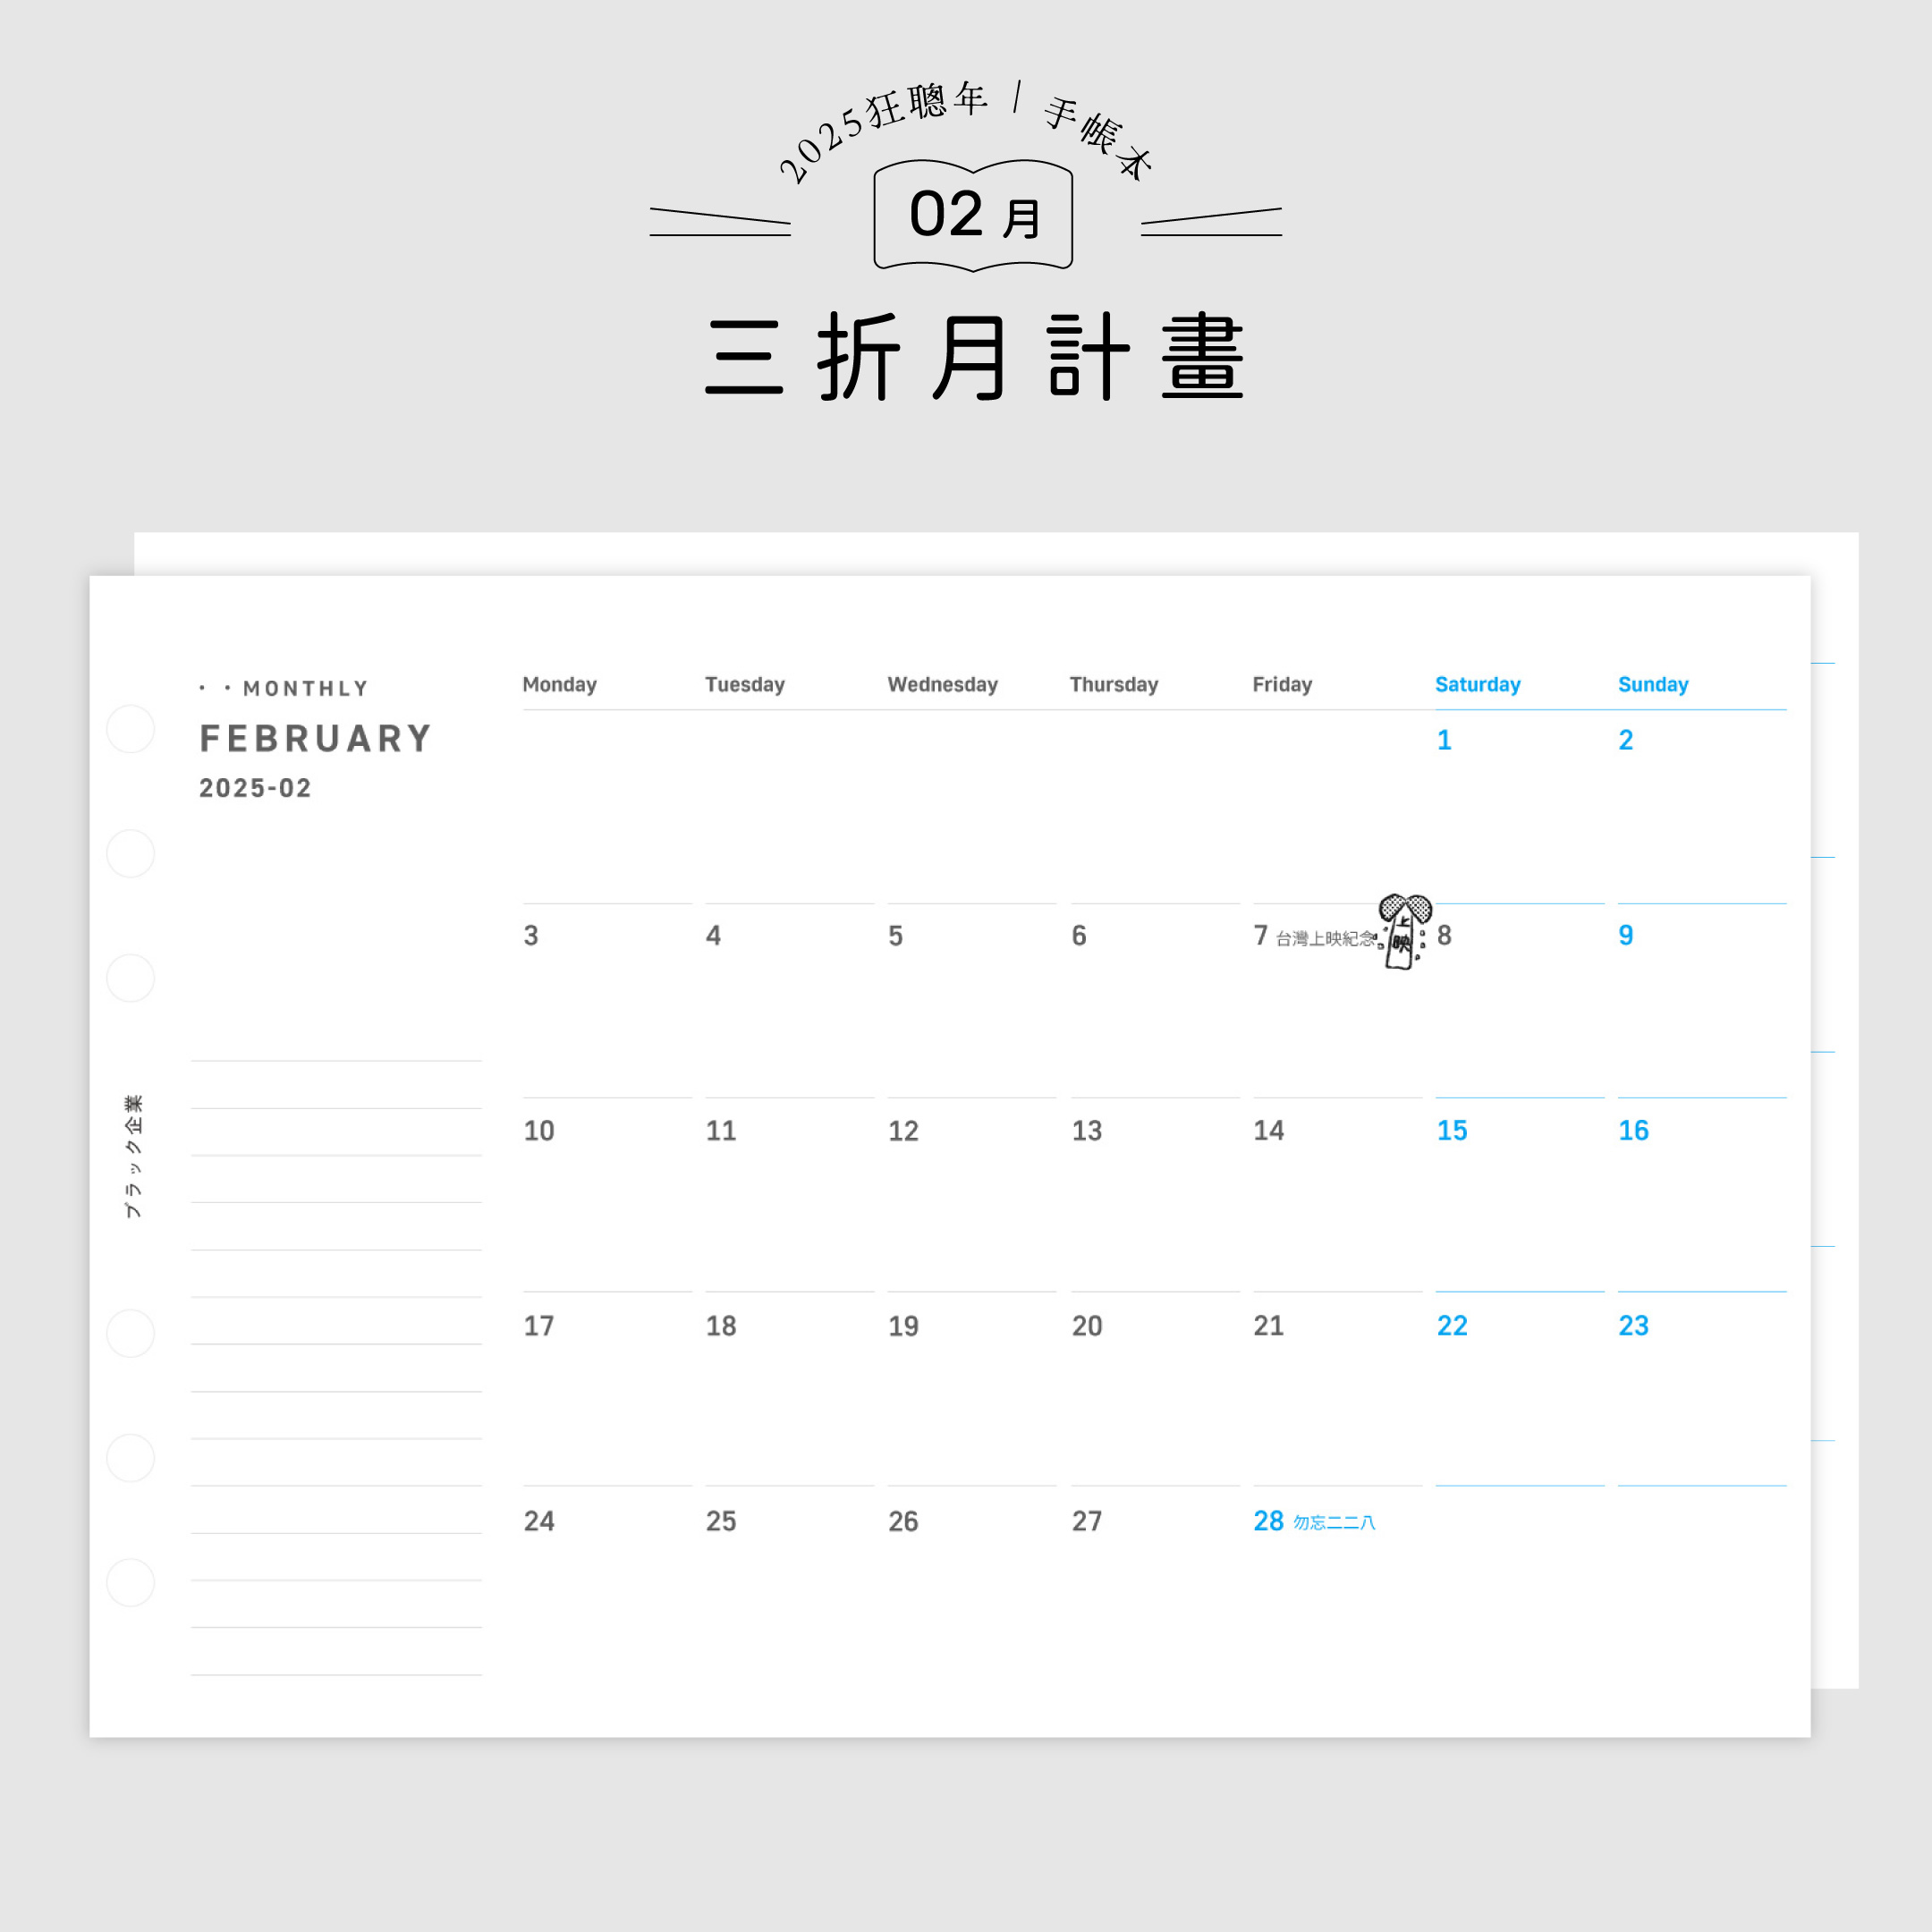 2025狂聰年 / 手帳本
02 月
三折月計畫
• • MONTHLY
FEBRUARY
2025-02
ブラック企業
Monday Tuesday Wednesday Thursday Friday Saturday Sunday
1 2
3 4 5 6 7 台灣上映紀念 上映 8 9
10 11 12 13 14 15 16
17 18 19 20 21 22 23
24 25 26 27 28 勿忘二二八